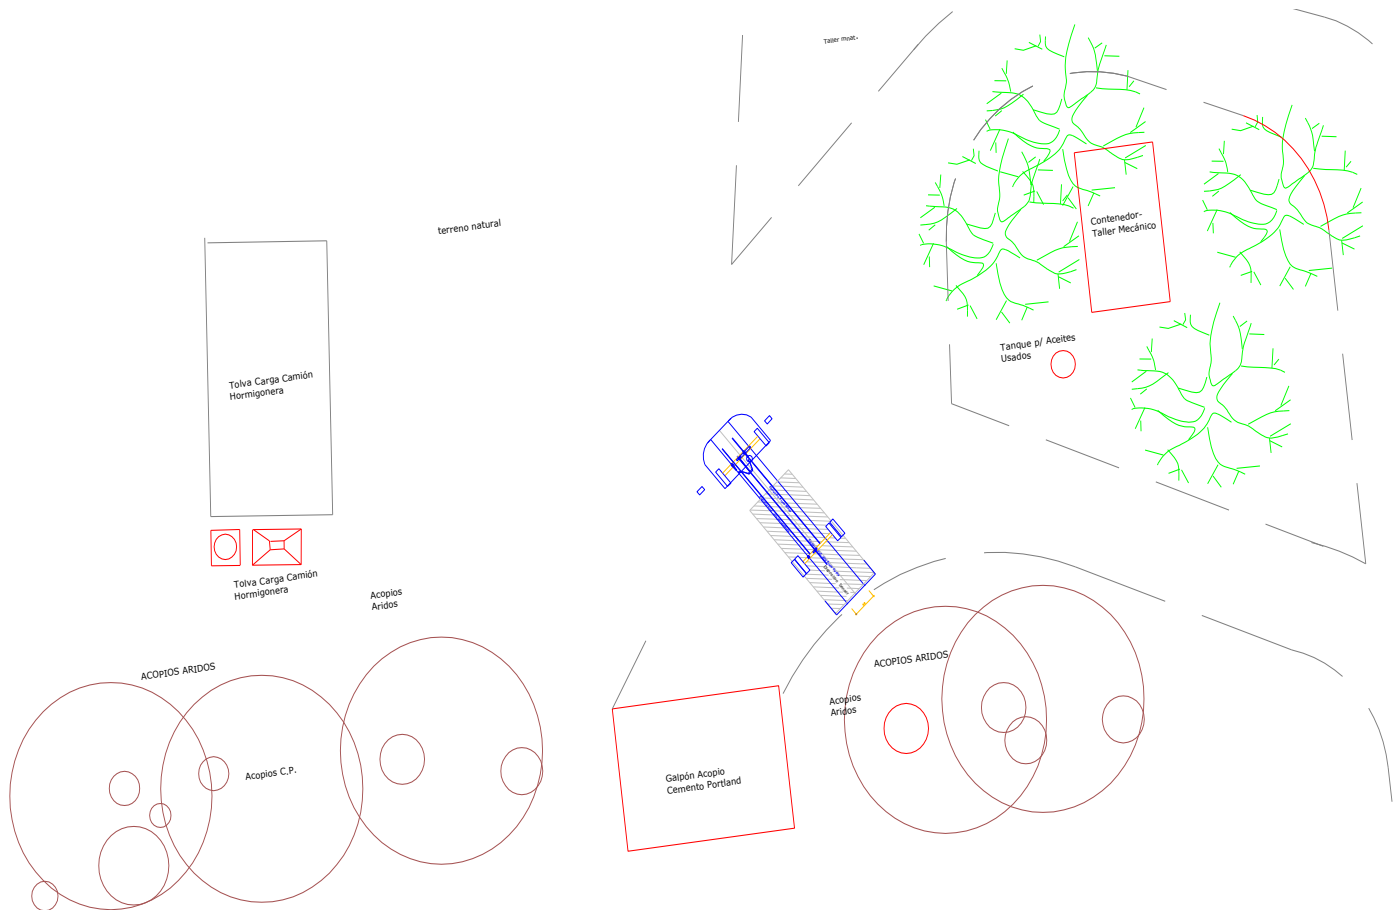 Taller mnat.
terreno natural
Contenedor-
Taller Mecánico
Tanque p/ Aceites
Usados
Tolva Carga Camión
Hormigonera
Tolva Carga Camión
Hormigonera
Acopios
Aridos
ACOPIOS ARIDOS
ACOPIOS ARIDOS
Acopios
Aridos
Acopios C.P.
Galpón Acopio
Cemento Portland